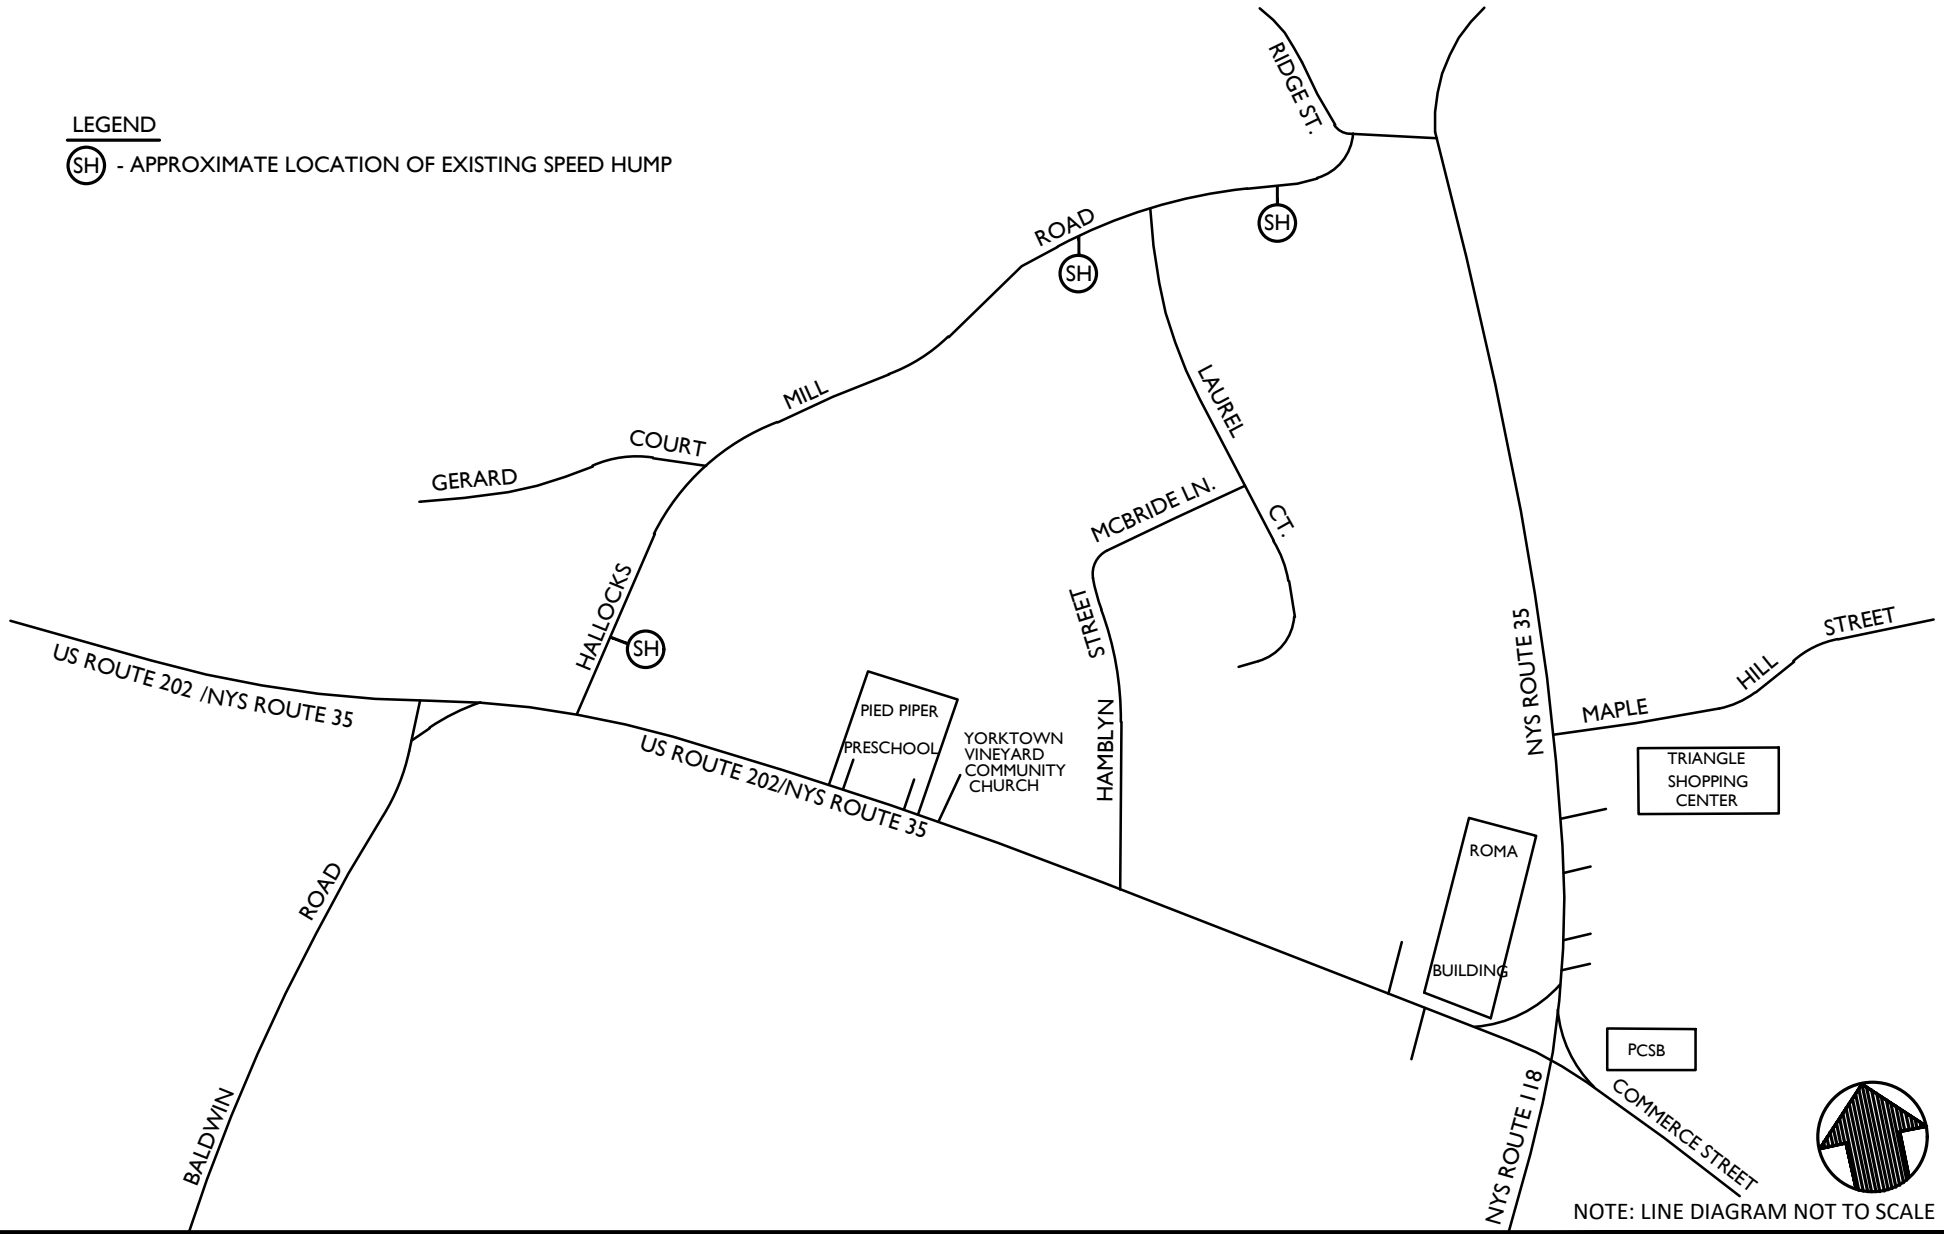 RIDGE ST.
LEGEND
SH - APPROXIMATE LOCATION OF EXISTING SPEED HUMP
ROAD
SH
SH
MILL
LAUREL
COURT
GERARD
MCBRIDE LN.
CT.
HALLOCKS
STREET
SH
NYS ROUTE 35
STREET
HILL
MAPLE
US ROUTE 202 /NYS ROUTE 35
PIED PIPER
PRESCHOOL
YORKTOWN
VINEYARD
COMMUNITY
CHURCH
HAMBLYN
US ROUTE 202/NYS ROUTE 35
TRIANGLE
SHOPPING
CENTER
ROMA
BUILDING
ROAD
BALDWIN
PCSB
NYS ROUTE 118
COMMERCE STREET
NOTE: LINE DIAGRAM NOT TO SCALE